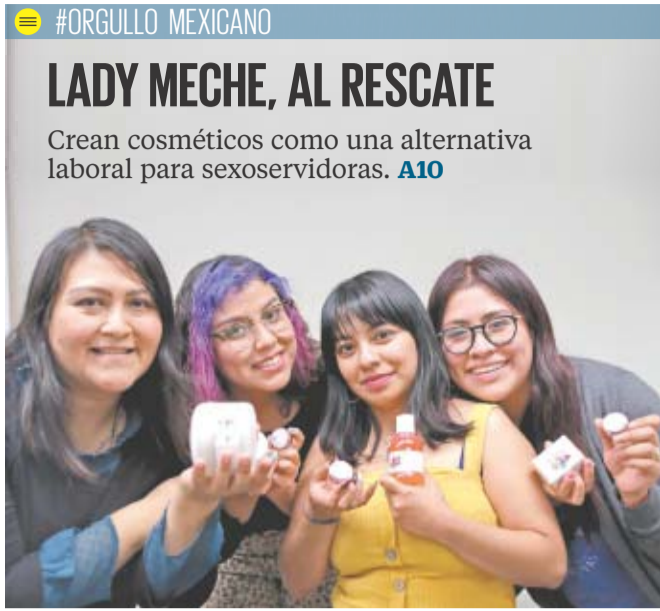 #ORGULLO MEXICANO
LADY MECHE, AL RESCATE
Crean cosméticos como una alternativa
laboral para sexoservidoras. A10